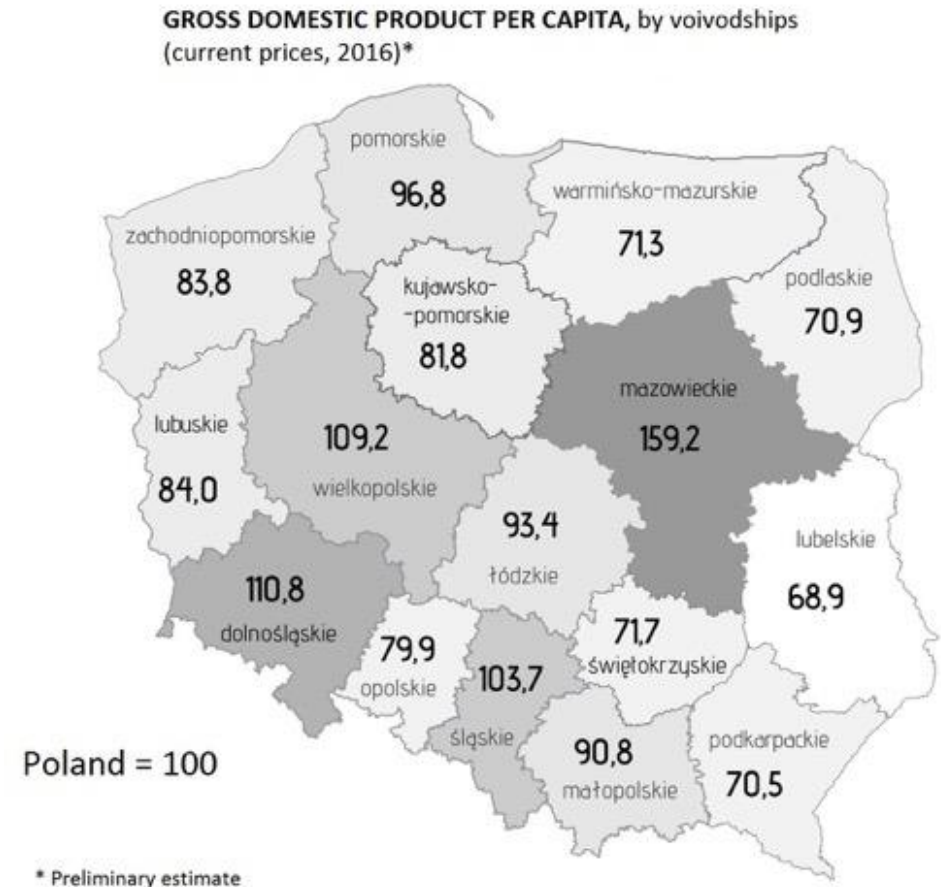 GROSS DOMESTIC PRODUCT PER CAPITA, by voivodships
(current prices, 2016)*
pomorskie
96,8
warmińsko-mazurskie
71,3
zachodniopomorskie
83,8
kujawsko-
-pomorskie
81,8
podlaskie
70,9
mazowieckie
159,2
lubuskie
84,0
109,2
wielkopolskie
93,4
łódzkie
lubelskie
68,9
110,8
dolnośląskie
79,9
opolskie
103,7
śląskie
71,7
świętokrzyskie
90,8
małopolskie
podkarpackie
70,5
Poland = 100
* Preliminary estimate